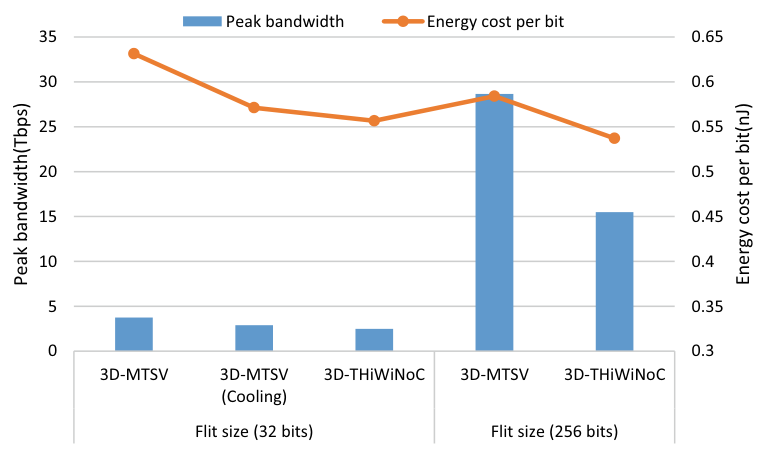 Peak bandwidth
Energy cost per bit
Peak bandwidth(Tbps)
35
30
25
20
15
10
5
0
0.65
0.6
0.55
0.5
0.45
0.4
0.35
0.3
Energy cost per bit(nJ)
3D-MTSV
3D-MTSV
(Cooling)
3D-THiWiNoC
3D-MTSV
3D-THiWiNoC
Flit size (32 bits)
Flit size (256 bits)